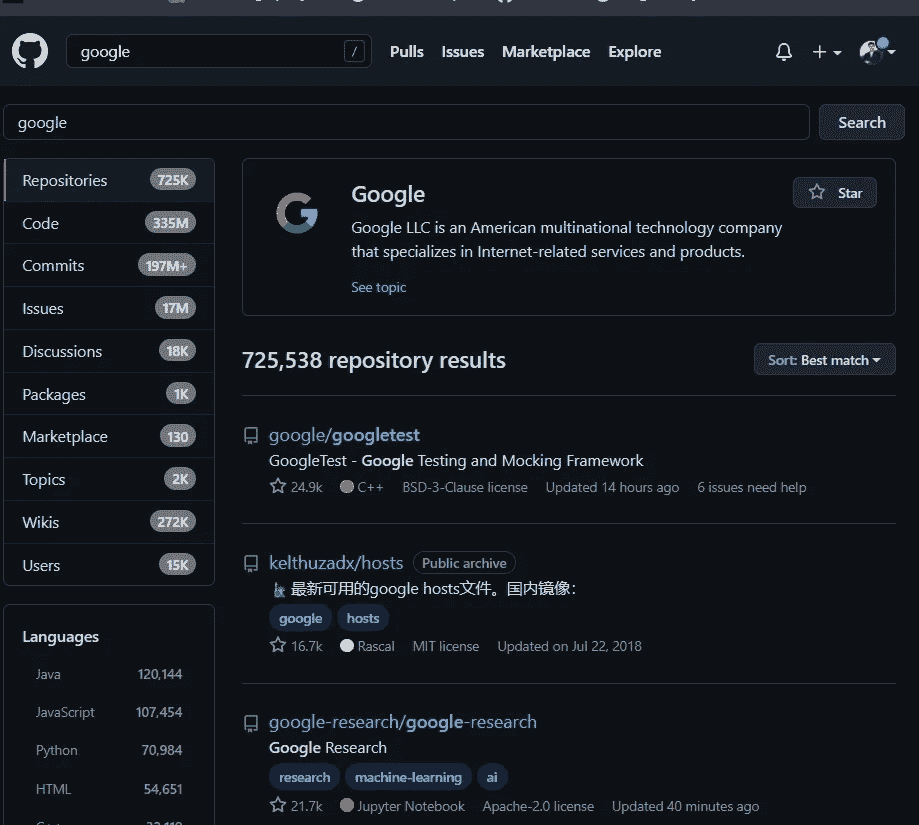 google /
Pulls Issues Marketplace Explore
google
Search
Repositories 725K
Code 335M
Commits 197M+
Issues 17M
Discussions 18K
Packages 1K
Marketplace 130
Topics 2K
Wikis 272K
Users 15K
Languages
Java 120,144
JavaScript 107,454
Python 70,984
HTML 54,651
Google
Star
Google LLC is an American multinational technology company
that specializes in Internet-related services and products.
See topic
725,538 repository results
Sort: Best match
google/googletest
GoogleTest - Google Testing and Mocking Framework
24.9k C++ BSD-3-Clause license Updated 14 hours ago 6 issues need help
kelthuzadx/hosts Public archive
🗽 最新可用的google hosts文件。国内镜像：
google hosts
16.7k Rascal MIT license Updated on Jul 22, 2018
google-research/google-research
Google Research
research machine-learning ai
21.7k Jupyter Notebook Apache-2.0 license Updated 40 minutes ago